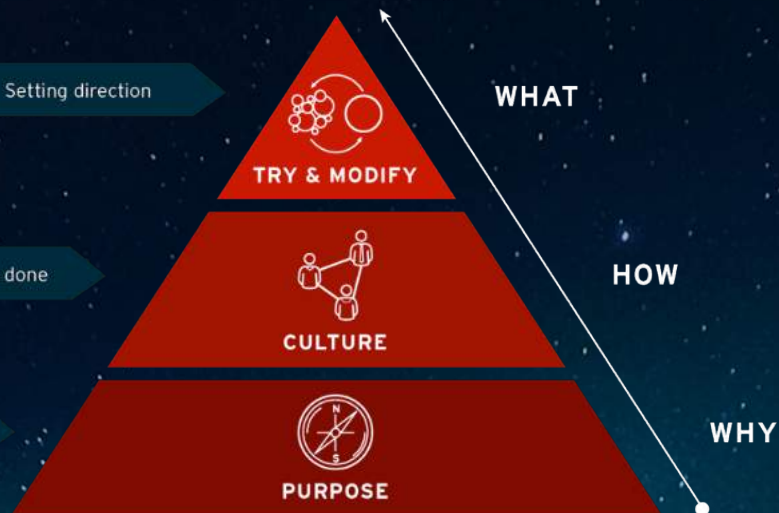 Setting direction
WHAT
TRY & MODIFY
done
HOW
CULTURE
N
S
WHY
PURPOSE